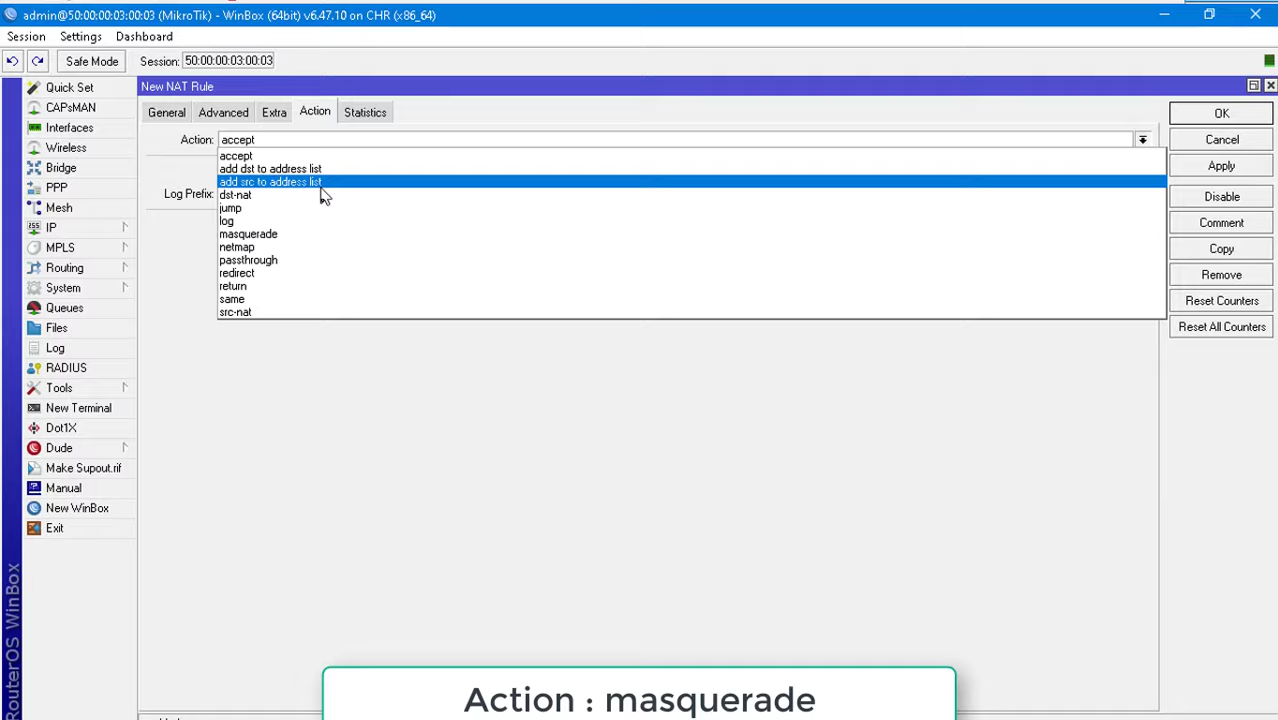 admin@50:00:00:03:00:03 (MikroTik) - WinBox (64bit) v6.47.10 on CHR (x86_64)
Session Settings Dashboard
Safe Mode Session: 50:00:00:03:00:03
Quick Set
CAPsMAN
Interfaces
Wireless
Bridge
PPP
Mesh
IP
MPLS
Routing
System
Queues
Files
Log
RADIUS
Tools
New Terminal
Dot1X
Dude
Make Supout.rif
Manual
New WinBox
Exit
RouterOS WinBox
New NAT Rule
General Advanced Extra Action Statistics
Action: accept
accept
add dst to address list
add src to address list
Log Prefix:
dst-nat
jump
log
masquerade
netmap
passthrough
redirect
return
same
src-nat
OK
Cancel
Apply
Disable
Comment
Copy
Remove
Reset Counters
Reset All Counters
Action : masquerade